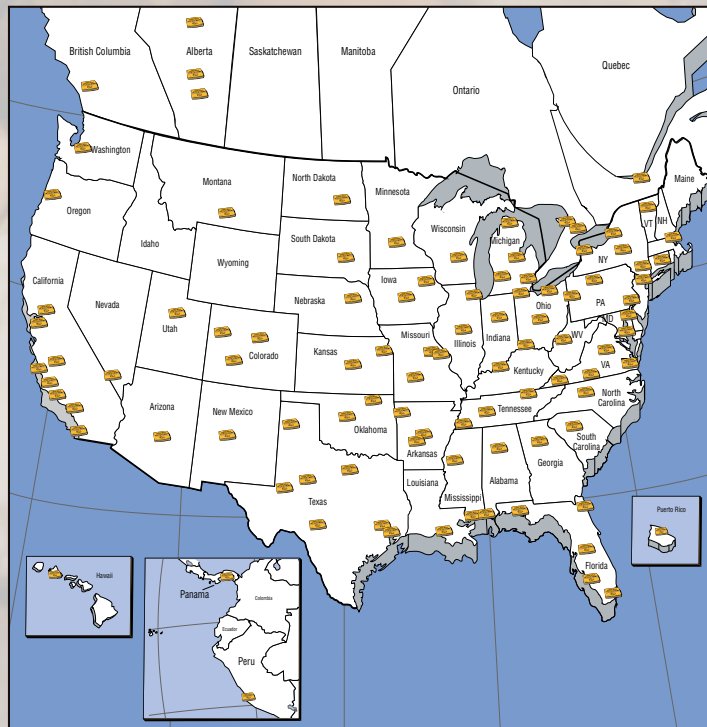 British Columbia
Alberta
Saskatchewan
Manitoba
Ontario
Quebec
Washington
Montana
North Dakota
Minnesota
Maine
Oregon
Idaho
Wyoming
South Dakota
Wisconsin
Michigan
VT
NH
NY
California
Nevada
Utah
Colorado
Nebraska
Iowa
Illinois
Indiana
Ohio
PA
MD
Kansas
Missouri
Kentucky
WV
VA
Arizona
New Mexico
Oklahoma
Arkansas
Tennessee
North
Carolina
South
Carolina
Texas
Louisiana
Mississippi
Alabama
Georgia
Florida
Puerto Rico
Hawaii
Panama
Colombia
Ecuador
Peru